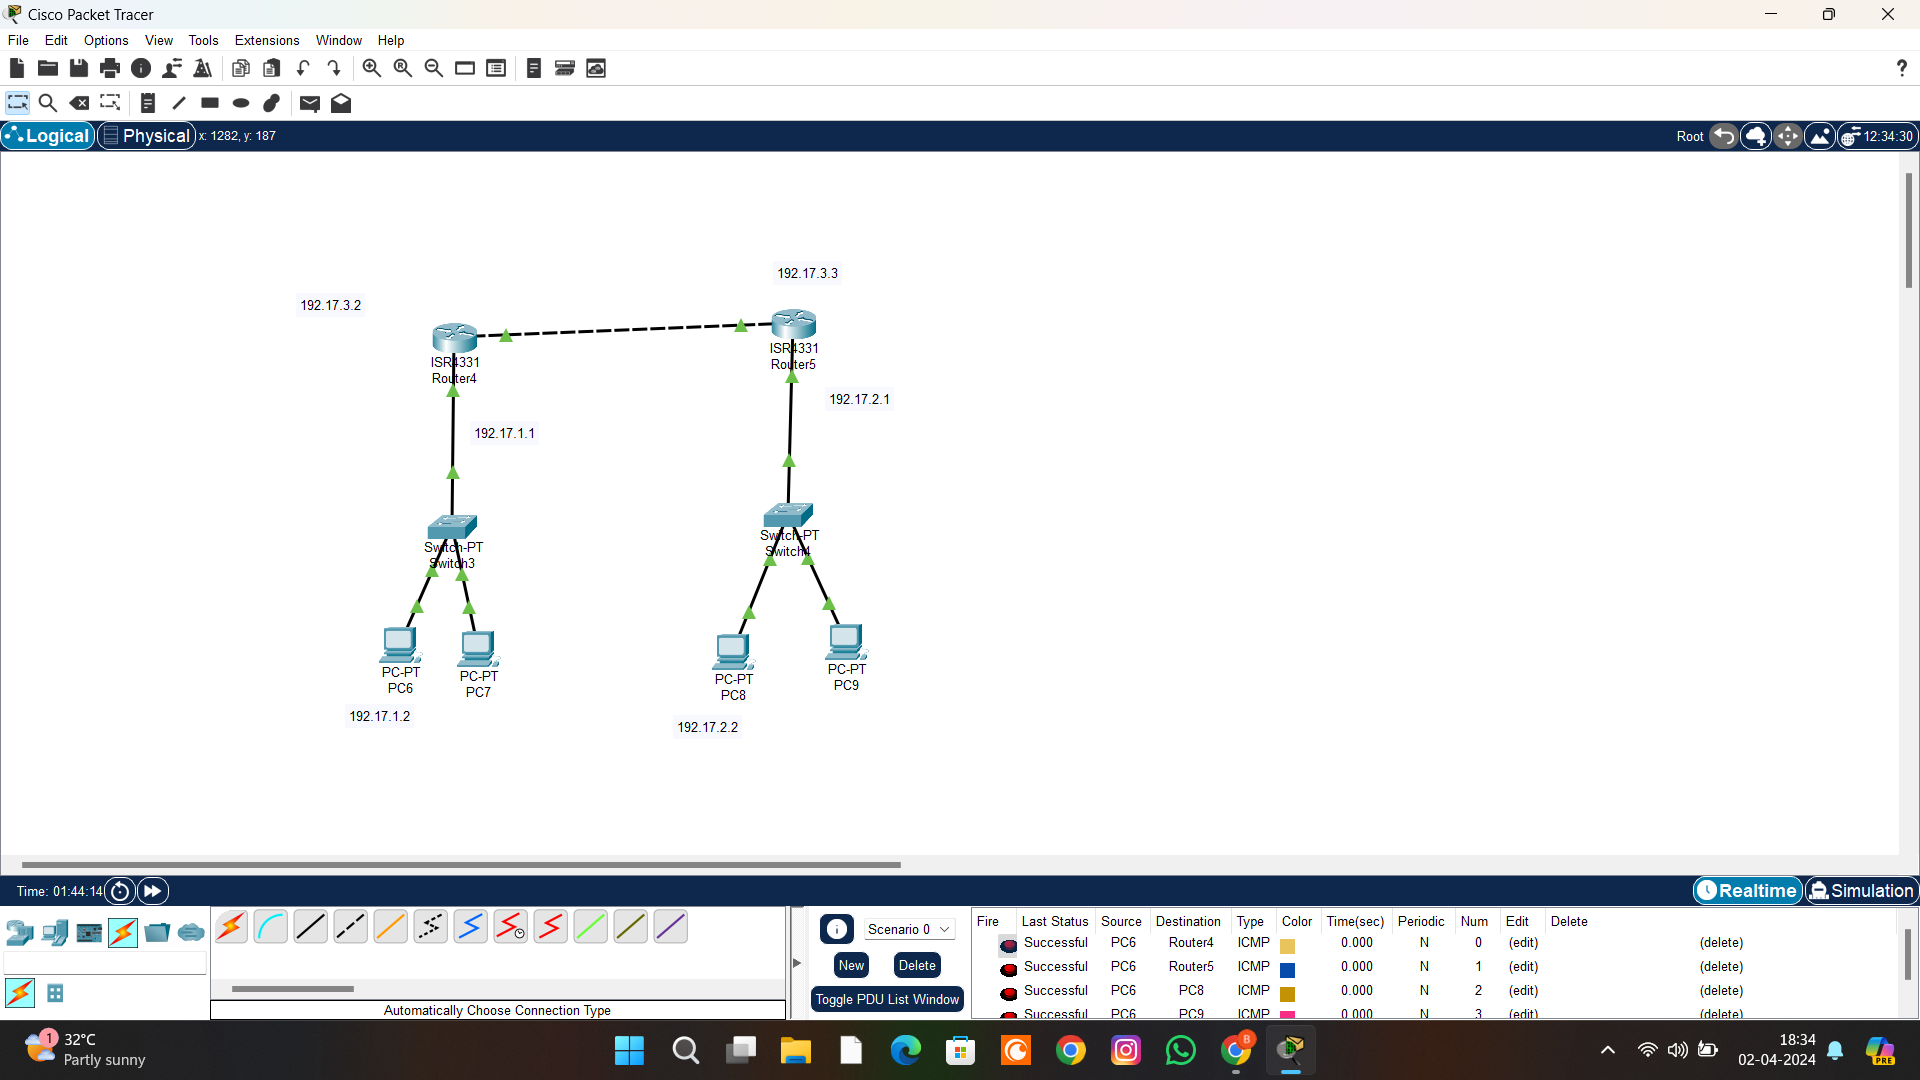 Cisco Packet Tracer
File Edit Options View Tools Extensions Window Help
?
Logical Physical x: 1282, y: 187 Root 12:34:30
192.17.3.3
192.17.3.2
ISR4331
Router4
ISR4331
Router5
192.17.2.1
192.17.1.1
Switch-PT
Switch3
Switch-PT
Switch4
PC-PT
PC6
PC-PT
PC7
PC-PT
PC8
PC-PT
PC9
192.17.1.2
192.17.2.2
Time: 01:44:14 Realtime Simulation
Scenario 0
New Delete
Toggle PDU List Window
Automatically Choose Connection Type
Fire Last Status Source Destination Type Color Time(sec) Periodic Num Edit Delete
Successful PC6 Router4 ICMP 0.000 N 0 (edit) (delete)
Successful PC6 Router5 ICMP 0.000 N 1 (edit) (delete)
Successful PC6 PC8 ICMP 0.000 N 2 (edit) (delete)
Successful PC6 PC9 ICMP 0.000 N 3 (edit) (delete)
1
32°C
Partly sunny
B
18:34
02-04-2024
PRE